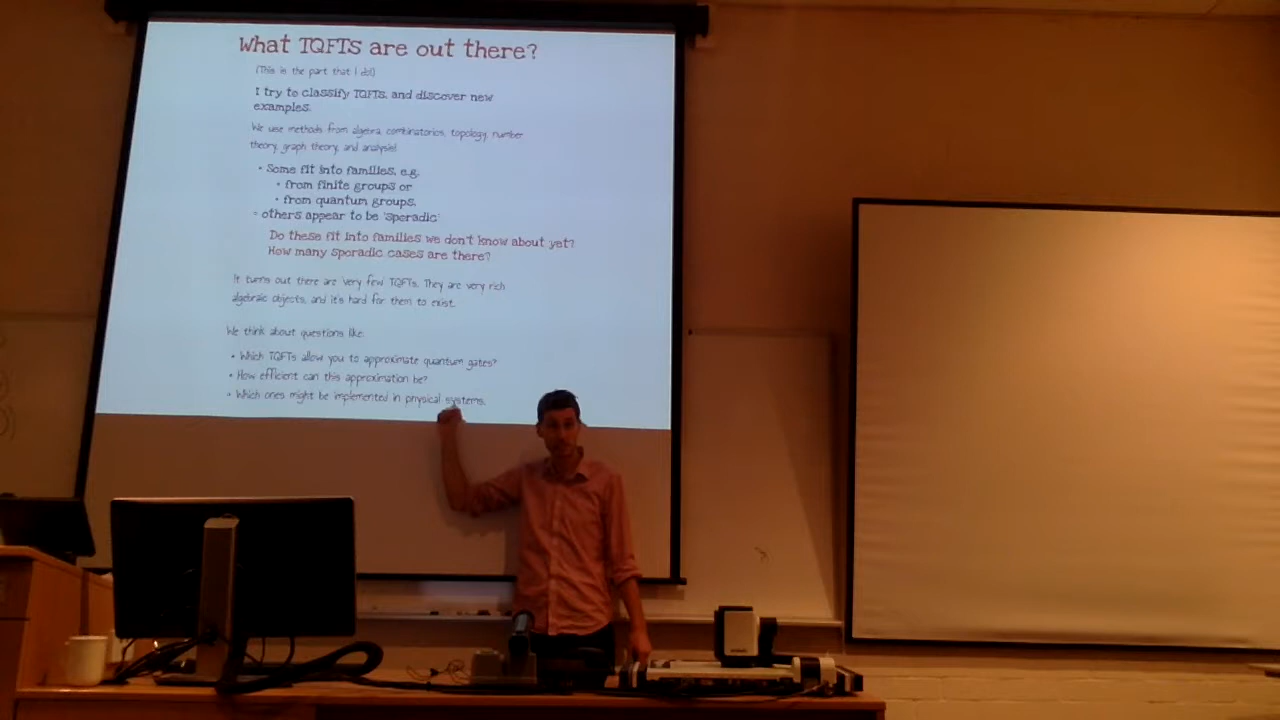 What TQFTs are out there?
(This is the part that I do!)
I try to classify TQFTs, and discover new
examples.
We use methods from algebra, combinatorics, topology, number
theory, graph theory, and analysis!
• Some fit into families, e.g.
• from finite groups or
• from quantum groups,
• others appear to be 'sporadic'
Do these fit into families we don't know about yet?
How many sporadic cases are there?
It turns out there are very few TQFTs. They are very rich
algebraic objects, and it's hard for them to exist.
We think about questions like:
• Which TQFTs allow you to approximate quantum gates?
• How efficient can this approximation be?
• Which ones might be implemented in physical systems.